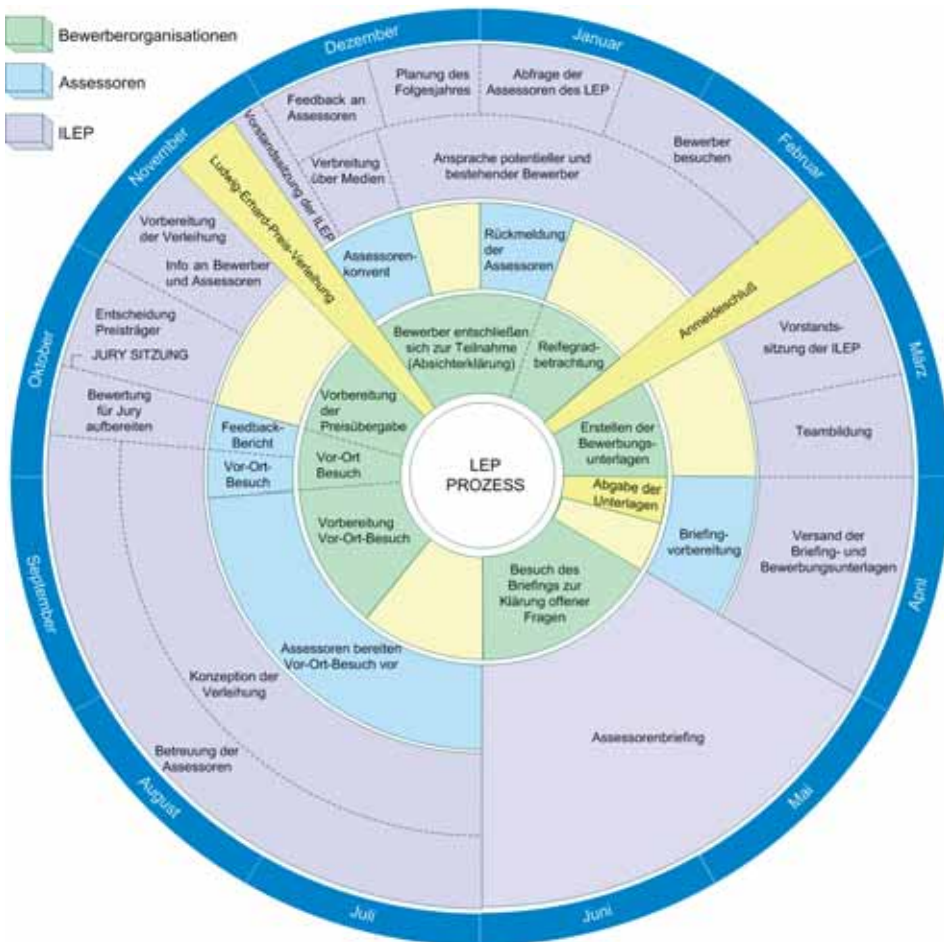 Bewerberorganisationen
Assessoren
ILEP
Dezember
Januar
Februar
März
April
Mai
Juni
Juli
August
September
Oktober
November
Vorstandssitzung der ILEP
Feedback an
Assessoren
Planung des
Folgejahres
Abfrage der
Assessoren des LEP
Bewerber
besuchen
Verbreitung
über Medien
Ansprache potentieller und
bestehender Bewerber
Ludwig-Erhard-Preis-Verleihung
Anmeldeschluß
Vorbereitung
der Verleihung
Info an Bewerber
und Assessoren
Entscheidung
Preisträger
JURY SITZUNG
Bewertung
für Jury
aufbereiten
Assessoren-
konvent
Rückmeldung
der
Assessoren
Bewerber entschließen
sich zur Teilnahme
(Absichterklärung)
Reifegrad-
betrachtung
Vorstands-
sitzung der ILEP
Teambildung
Vorbereitung
der
Preisübergabe
Feedback-
Bericht
Vor-Ort-
Besuch
Vor-Ort
Besuch
LEP
PROZESS
Erstellen der
Bewerbungs-
unterlagen
Abgabe der
Unterlagen
Briefing-
vorbereitung
Versand der
Briefing- und
Bewerbungsunterlagen
Vorbereitung
Vor-Ort-Besuch
Besuch des
Briefings zur
Klärung offener
Fragen
Assessoren bereiten
Vor-Ort-Besuch vor
Konzeption der
Verleihung
Betreuung der
Assessoren
Assessorenbriefing